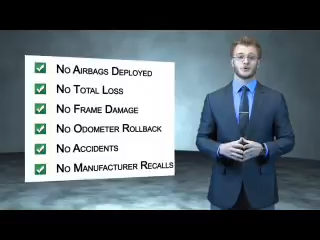 No Airbags Deployed
No Total Loss
No Frame Damage
No Odometer Rollback
No Accidents
No Manufacturer Recalls